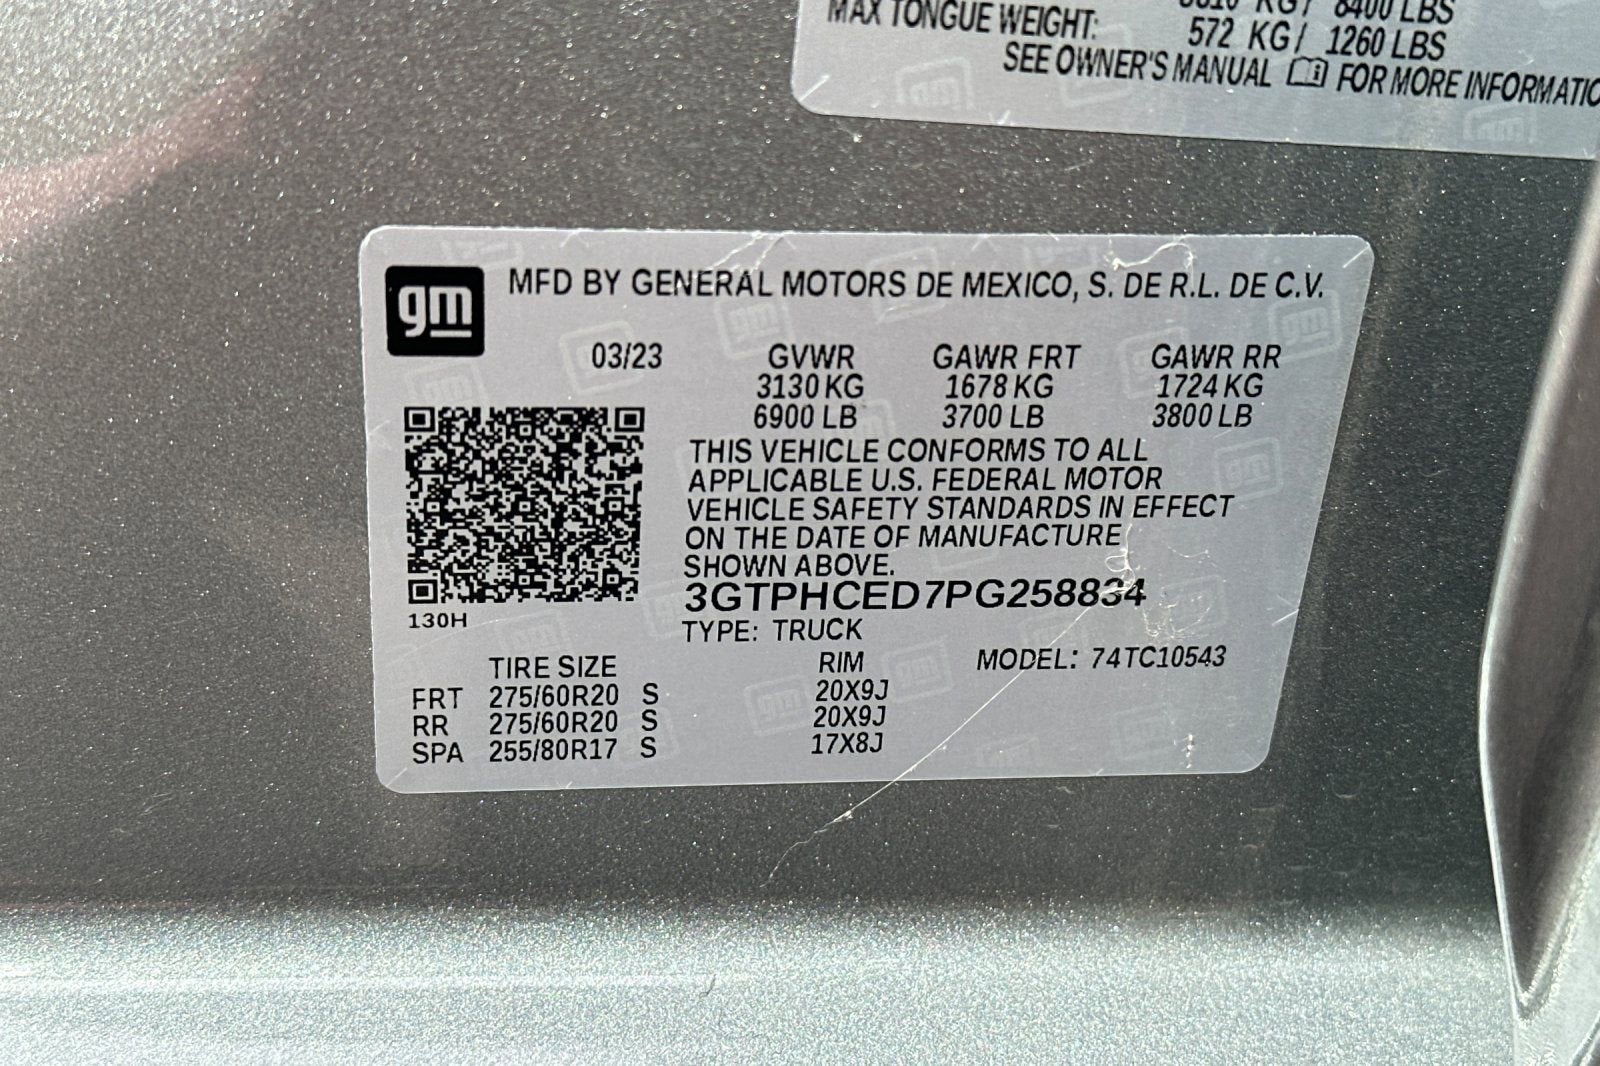 MAX TONGUE WEIGHT: 572 KG / 1260 LBS
8400 LBS
SEE OWNER'S MANUAL FOR MORE INFORMATIO
gm
MFD BY GENERAL MOTORS DE MEXICO, S. DE R.L. DE C.V.
03/23 GVWR GAWR FRT GAWR RR
3130 KG 1678 KG 1724 KG
6900 LB 3700 LB 3800 LB
THIS VEHICLE CONFORMS TO ALL
APPLICABLE U.S. FEDERAL MOTOR
VEHICLE SAFETY STANDARDS IN EFFECT
ON THE DATE OF MANUFACTURE
SHOWN ABOVE.
3GTPHCED7PG258834
130H
TYPE: TRUCK
TIRE SIZE RIM MODEL: 74TC10543
FRT 275/60R20 S 20X9J
RR 275/60R20 S 20X9J
SPA 255/80R17 S 17X8J